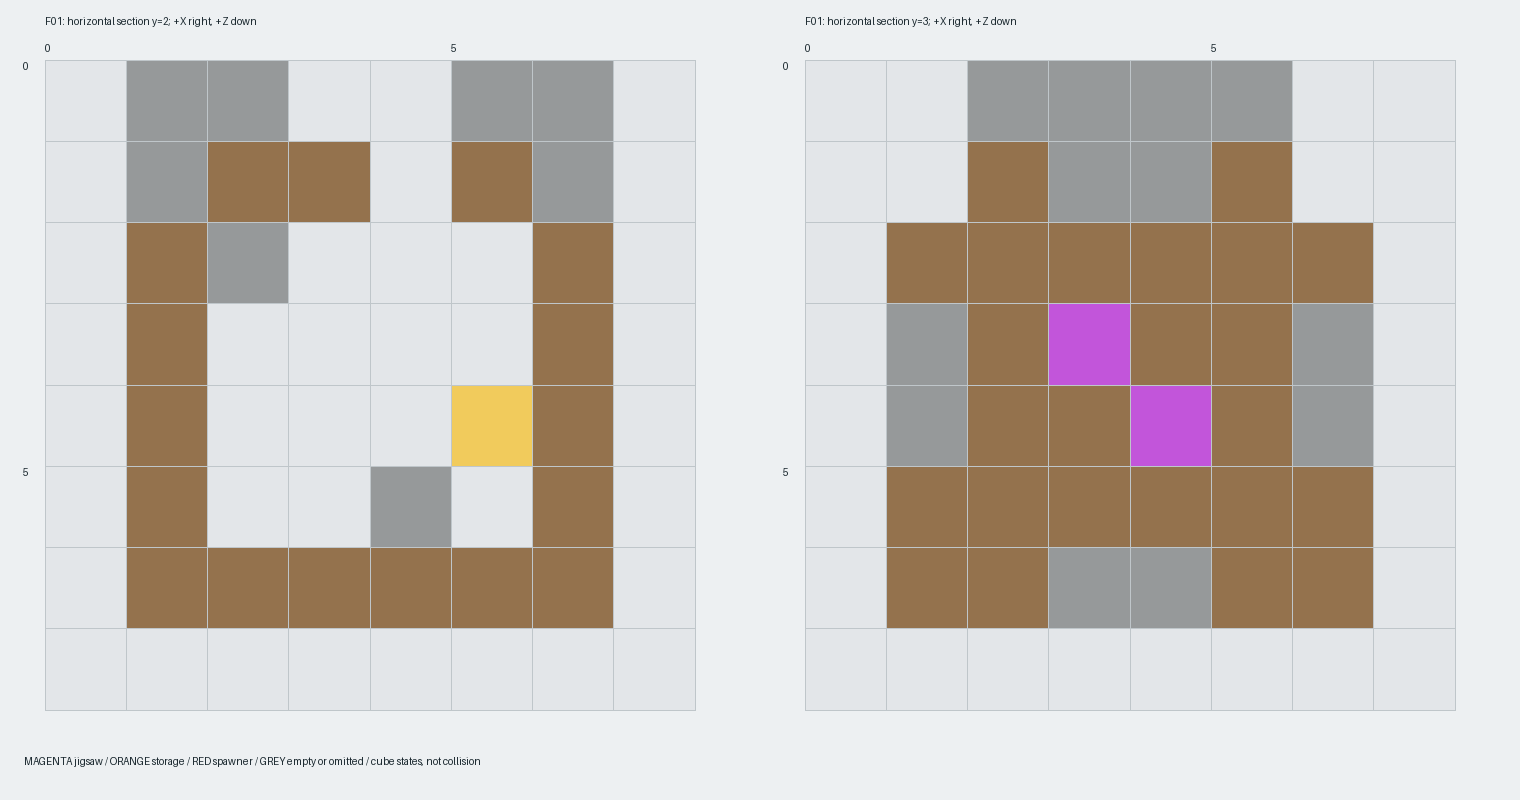 F01: horizontal section y=2; +X right, +Z down
F01: horizontal section y=3; +X right, +Z down
0 5
0 5
0
0
5
5
MAGENTA jigsaw / ORANGE storage / RED spawner / GREY empty or omitted / cube states, not collision